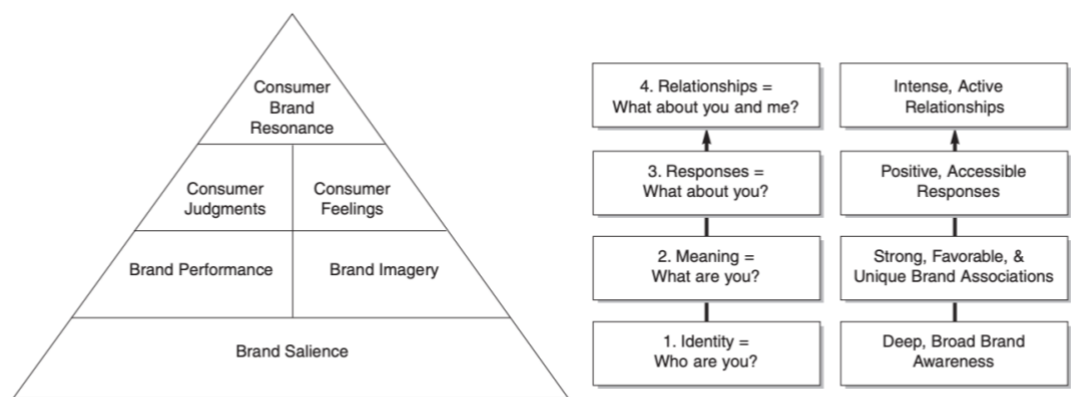 Consumer
Brand
Resonance
Consumer
Judgments
Consumer
Feelings
Brand Performance
Brand Imagery
Brand Salience
4. Relationships =
What about you and me?
Intense, Active
Relationships
3. Responses =
What about you?
Positive, Accessible
Responses
2. Meaning =
What are you?
Strong, Favorable, &
Unique Brand Associations
1. Identity =
Who are you?
Deep, Broad Brand
Awareness